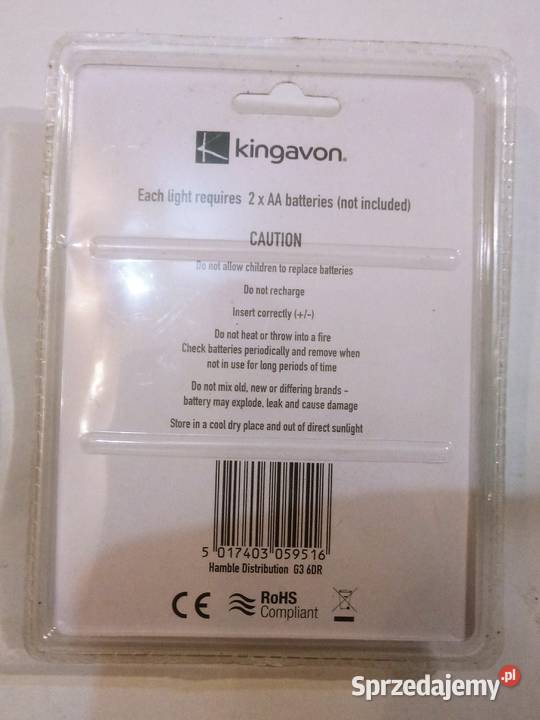 kingavon®
Each light requires 2 x AA batteries (not included)
CAUTION
Do not allow children to replace batteries
Do not recharge
Insert correctly (+/-)
Do not heat or throw into a fire
Check batteries periodically and remove when
not in use for long periods of time
Do not mix old, new or differing brands -
battery may explode, leak and cause damage
Store in a cool dry place and out of direct sunlight
5 017403 059516
Hamble Distribution G3 6DR
CE RoHS
Compliant
Sprzedajemy.pl